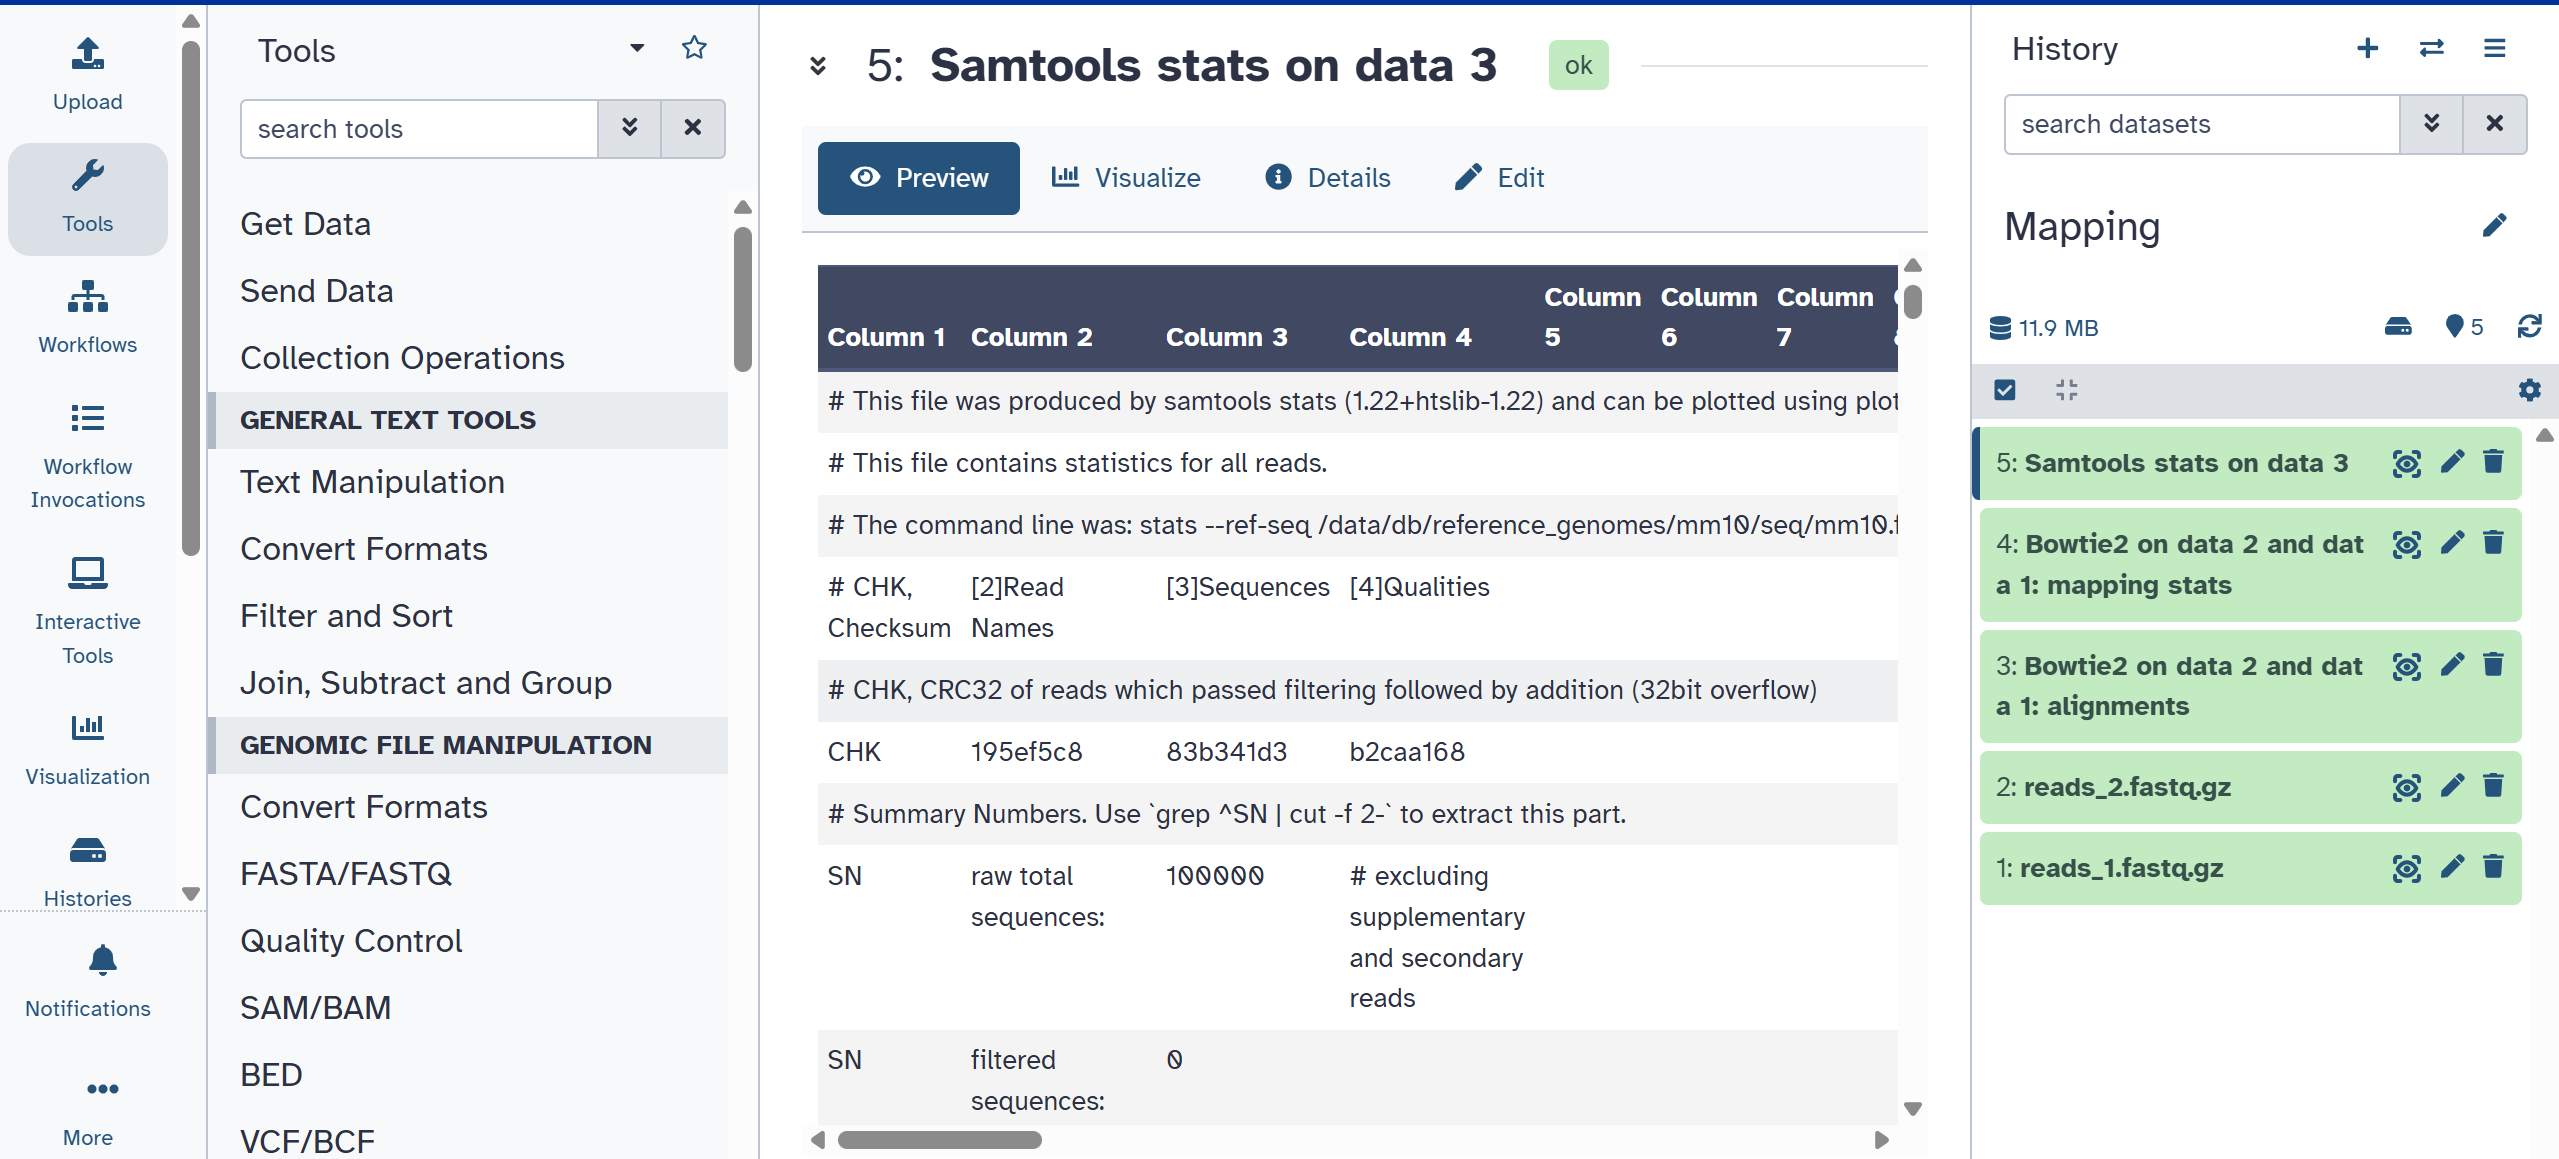 Upload
Tools
Workflows
Workflow
Invocations
Interactive
Tools
Visualization
Histories
Notifications
More
Tools
search tools
Get Data
Send Data
Collection Operations
GENERAL TEXT TOOLS
Text Manipulation
Convert Formats
Filter and Sort
Join, Subtract and Group
GENOMIC FILE MANIPULATION
Convert Formats
FASTA/FASTQ
Quality Control
SAM/BAM
BED
VCF/BCF
5: Samtools stats on data 3 ok
Preview Visualize Details Edit
Column Column Column
Column 1 Column 2 Column 3 Column 4 5 6 7
# This file was produced by samtools stats (1.22+htslib-1.22) and can be plotted using plot
# This file contains statistics for all reads.
# The command line was: stats --ref-seq /data/db/reference_genomes/mm10/seq/mm10.f
# CHK, [2]Read [3]Sequences [4]Qualities
Checksum Names
# CHK, CRC32 of reads which passed filtering followed by addition (32bit overflow)
CHK 195ef5c8 83b341d3 b2caa168
# Summary Numbers. Use `grep ^SN | cut -f 2-` to extract this part.
SN raw total 100000 # excluding
sequences: supplementary
and secondary
reads
SN filtered 0
sequences:
History
search datasets
Mapping
11.9 MB 5
5: Samtools stats on data 3
4: Bowtie2 on data 2 and dat
a 1: mapping stats
3: Bowtie2 on data 2 and dat
a 1: alignments
2: reads_2.fastq.gz
1: reads_1.fastq.gz